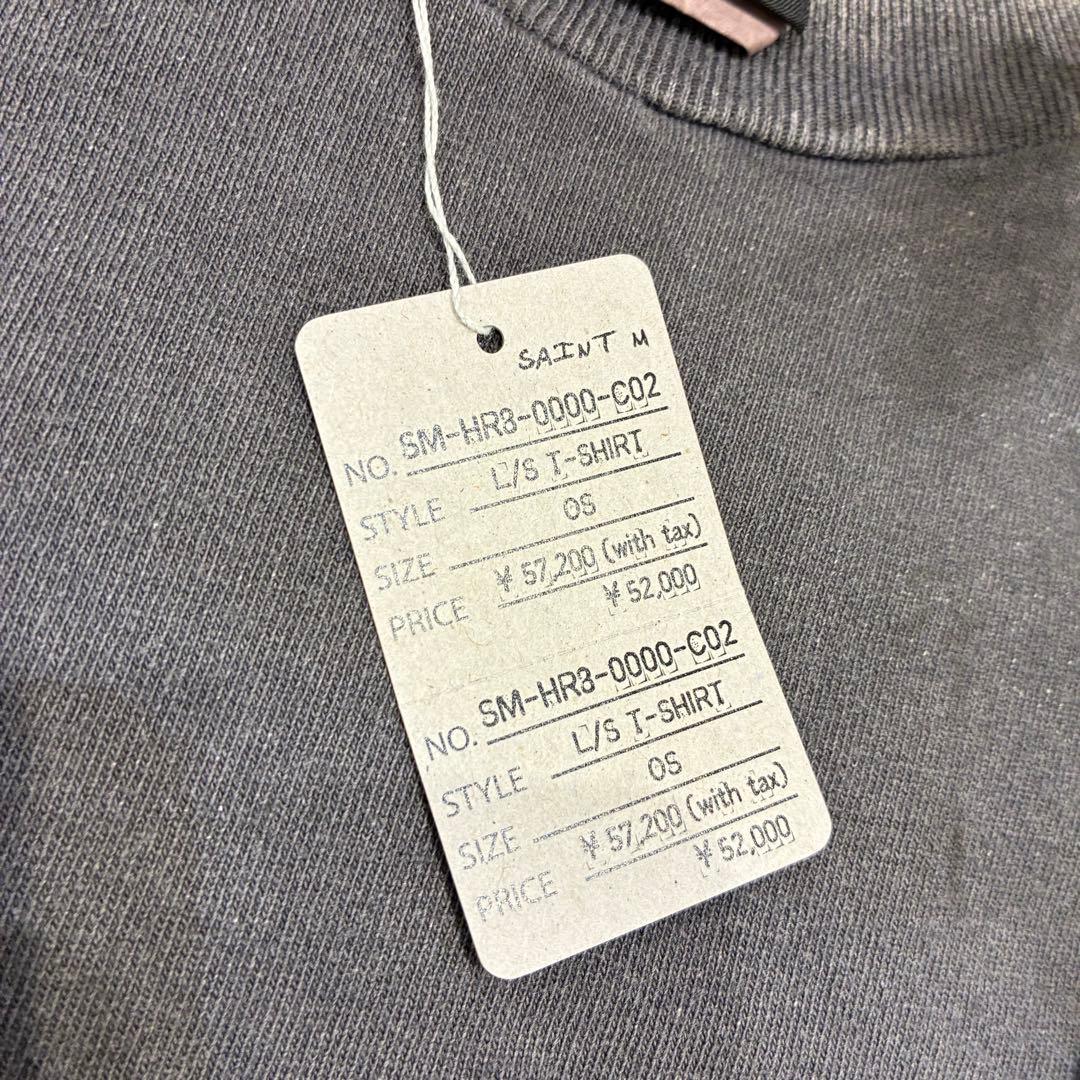 SAINT M
NO. SM-HR8-0000-C02
STYLE L/S T-SHIRT
SIZE OS
PRICE ¥57,200 (with tax)
¥52,000
NO. SM-HR8-0000-C02
STYLE L/S T-SHIRT
SIZE OS
PRICE ¥57,200 (with tax)
¥52,000